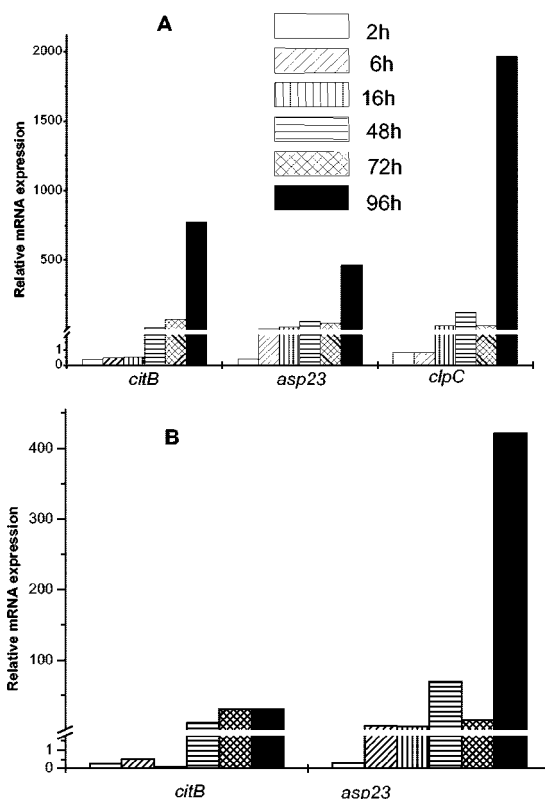 A
2h
6h
16h
48h
72h
96h
Relative mRNA expression
2000
1500
1000
500
1
0
citB asp23 clpC
B
Relative mRNA expression
400
300
200
100
1
0
citB asp23